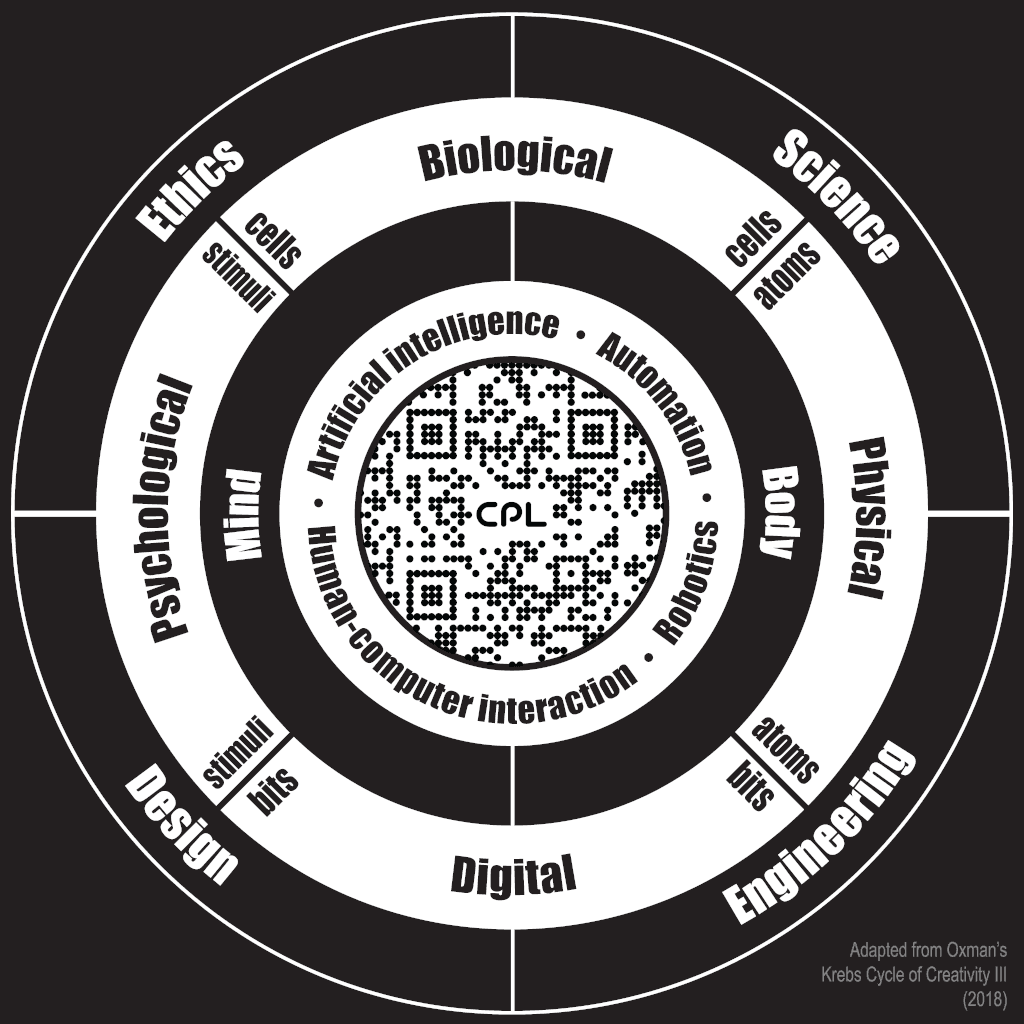 Ethics
Science
Biological
cells
stimuli
cells
atoms
Psychological
Physical
Mind
Body
Artificial intelligence • Automation • Robotics • Human-computer interaction •
CPL
stimuli
bits
atoms
bits
Design
Engineering
Digital
Adapted from Oxman's
Krebs Cycle of Creativity III
(2018)